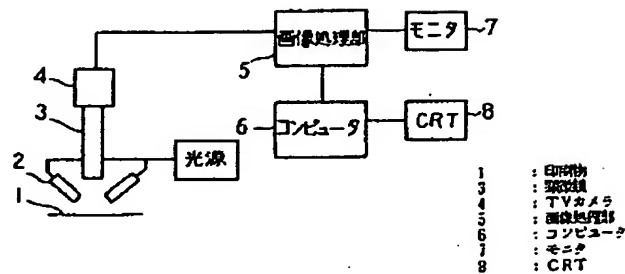 画像処理部
モニタ
7
4
5
3
6
コンピュータ
CRT
8
光源
2
1
1 : 印刷物
3 : 顕微鏡
4 : TVカメラ
5 : 画像処理部
6 : コンピュータ
7 : モニタ
8 : CRT